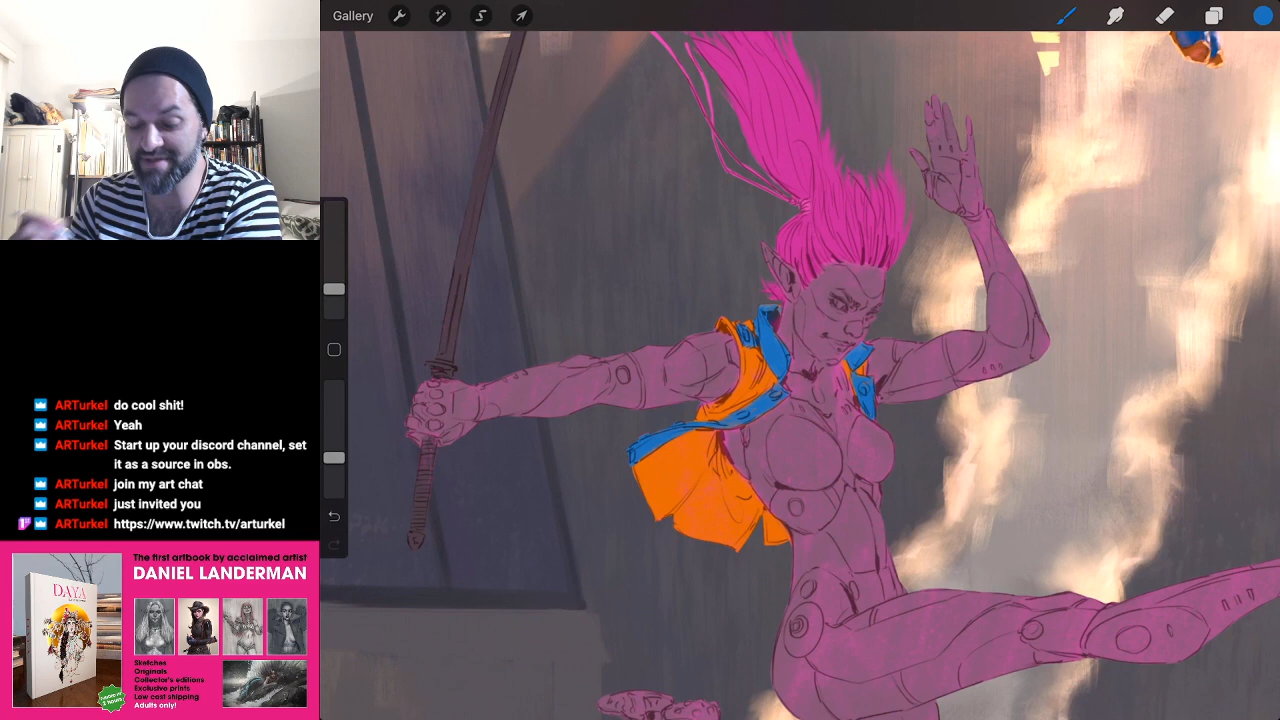 Gallery
ARTurkel do cool shit!
ARTurkel Yeah
ARTurkel Start up your discord channel, set
it as a source in obs.
ARTurkel join my art chat
ARTurkel just invited you
ARTurkel https://www.twitch.tv/arturkel
The first artbook by acclaimed artist
DANIEL LANDERMAN
DAYA
Sketches
Originals
Collector's editions
Exclusive prints
Low cost shipping
Adults only!